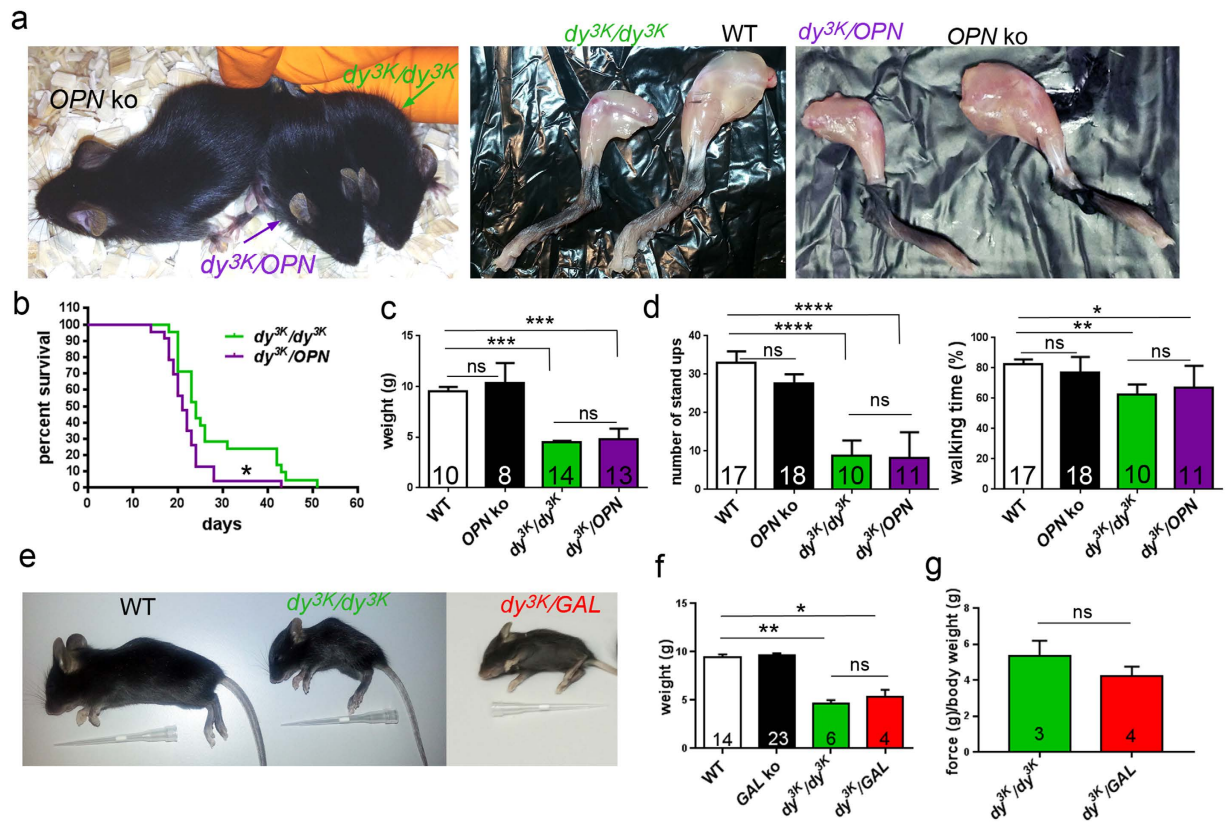 a
OPN ko
dy3K/dy3K
dy3K/OPN
dy3K/dy3K
WT
dy3K/OPN
OPN ko
b
percent survival
110
100
90
80
70
60
50
40
30
20
10
0
0 10 20 30 40 50 60
days
dy3K/dy3K
dy3K/OPN
*
c
weight (g)
15
10
5
0
***
***
ns
ns
10 8 14 13
WT OPN ko dy3K/dy3K dy3K/OPN
d
number of stand ups
40
30
20
10
0
****
****
ns
ns
17 18 10 11
WT OPN ko dy3K/dy3K dy3K/OPN
walking time (%)
100
80
60
40
20
0
*
**
ns
ns
17 18 10 11
WT OPN ko dy3K/dy3K dy3K/OPN
e
WT
dy3K/dy3K
dy3K/GAL
f
weight (g)
15
10
5
0
*
**
ns
14 23 6 4
WT GAL ko dy3K/dy3K dy3K/GAL
g
force (g)/body weight (g)
8
6
4
2
0
ns
3 4
dy3K/dy3K dy3K/GAL